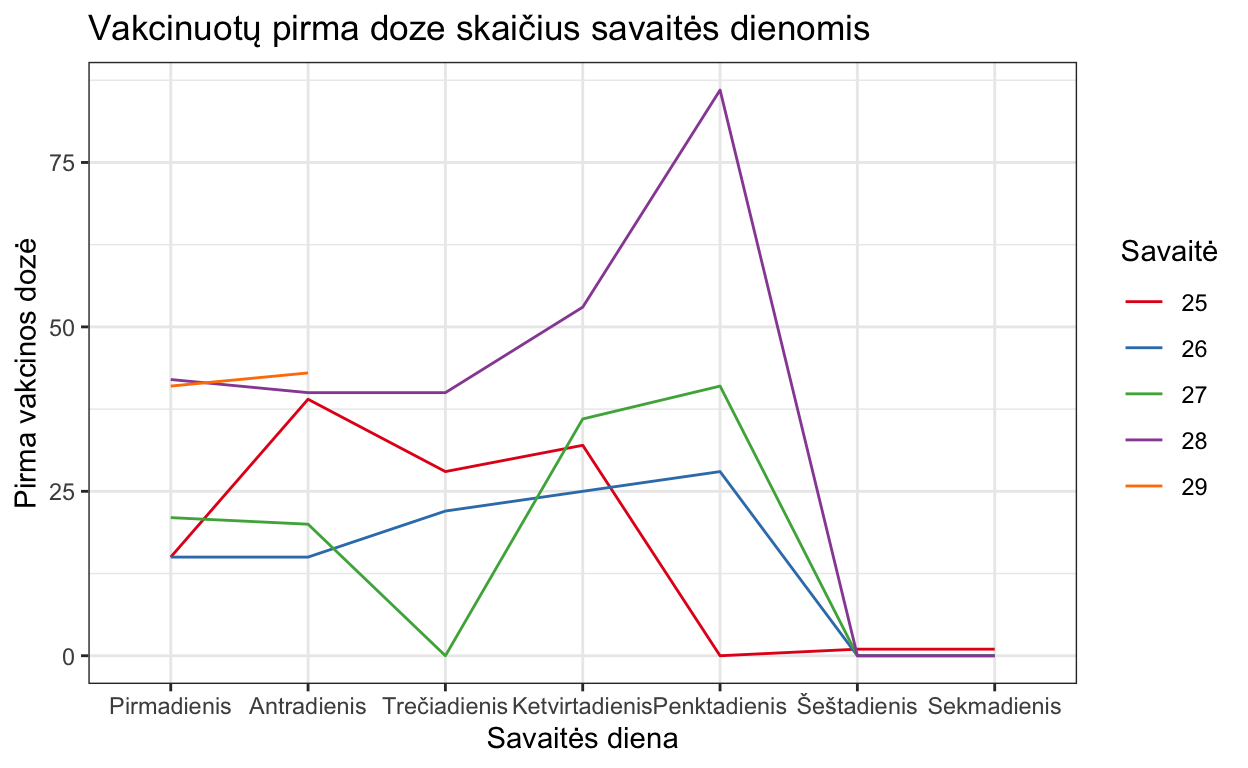 Vakcinuotų pirma doze skaičius savaitės dienomis
Pirma vakcinos dozė
75
50
25
0
Pirmadienis Antradienis Trečiadienis Ketvirtadienis Penktadienis Šeštadienis Sekmadienis
Savaitės diena
Savaitė
25
26
27
28
29